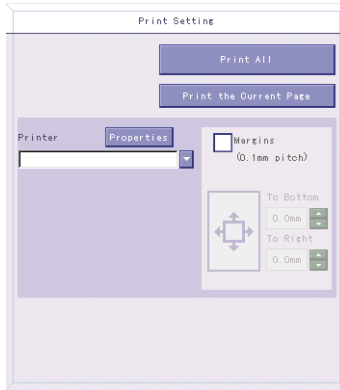 Print Setting
Print All
Print the Current Page
Printer
Properties
Margins
(0.1mm pitch)
To Bottom
0.0mm
To Right
0.0mm